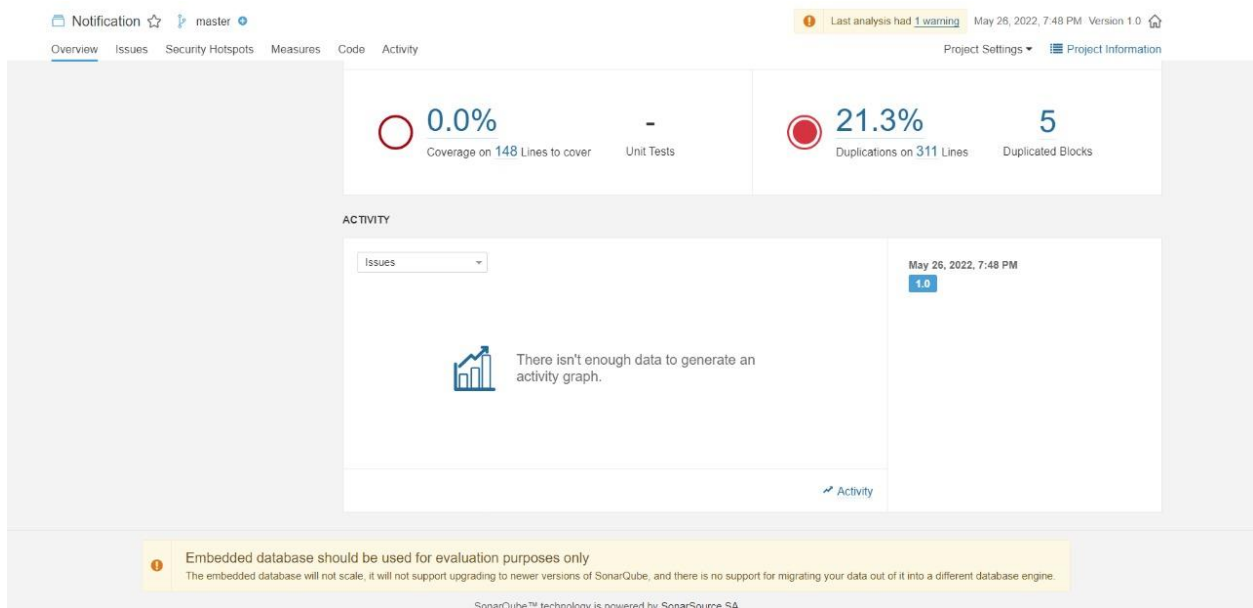 Notification master
Last analysis had 1 warning May 26, 2022, 7:48 PM Version 1.0
Overview Issues Security Hotspots Measures Code Activity
Project Settings Project Information
0.0%
Coverage on 148 Lines to cover
-
Unit Tests
21.3%
Duplications on 311 Lines
5
Duplicated Blocks
ACTIVITY
Issues
May 26, 2022, 7:48 PM
1.0
There isn't enough data to generate an
activity graph.
Activity
Embedded database should be used for evaluation purposes only
The embedded database will not scale, it will not support upgrading to newer versions of SonarQube, and there is no support for migrating your data out of it into a different database engine.
SonarQube™ technology is powered by SonarSource SA